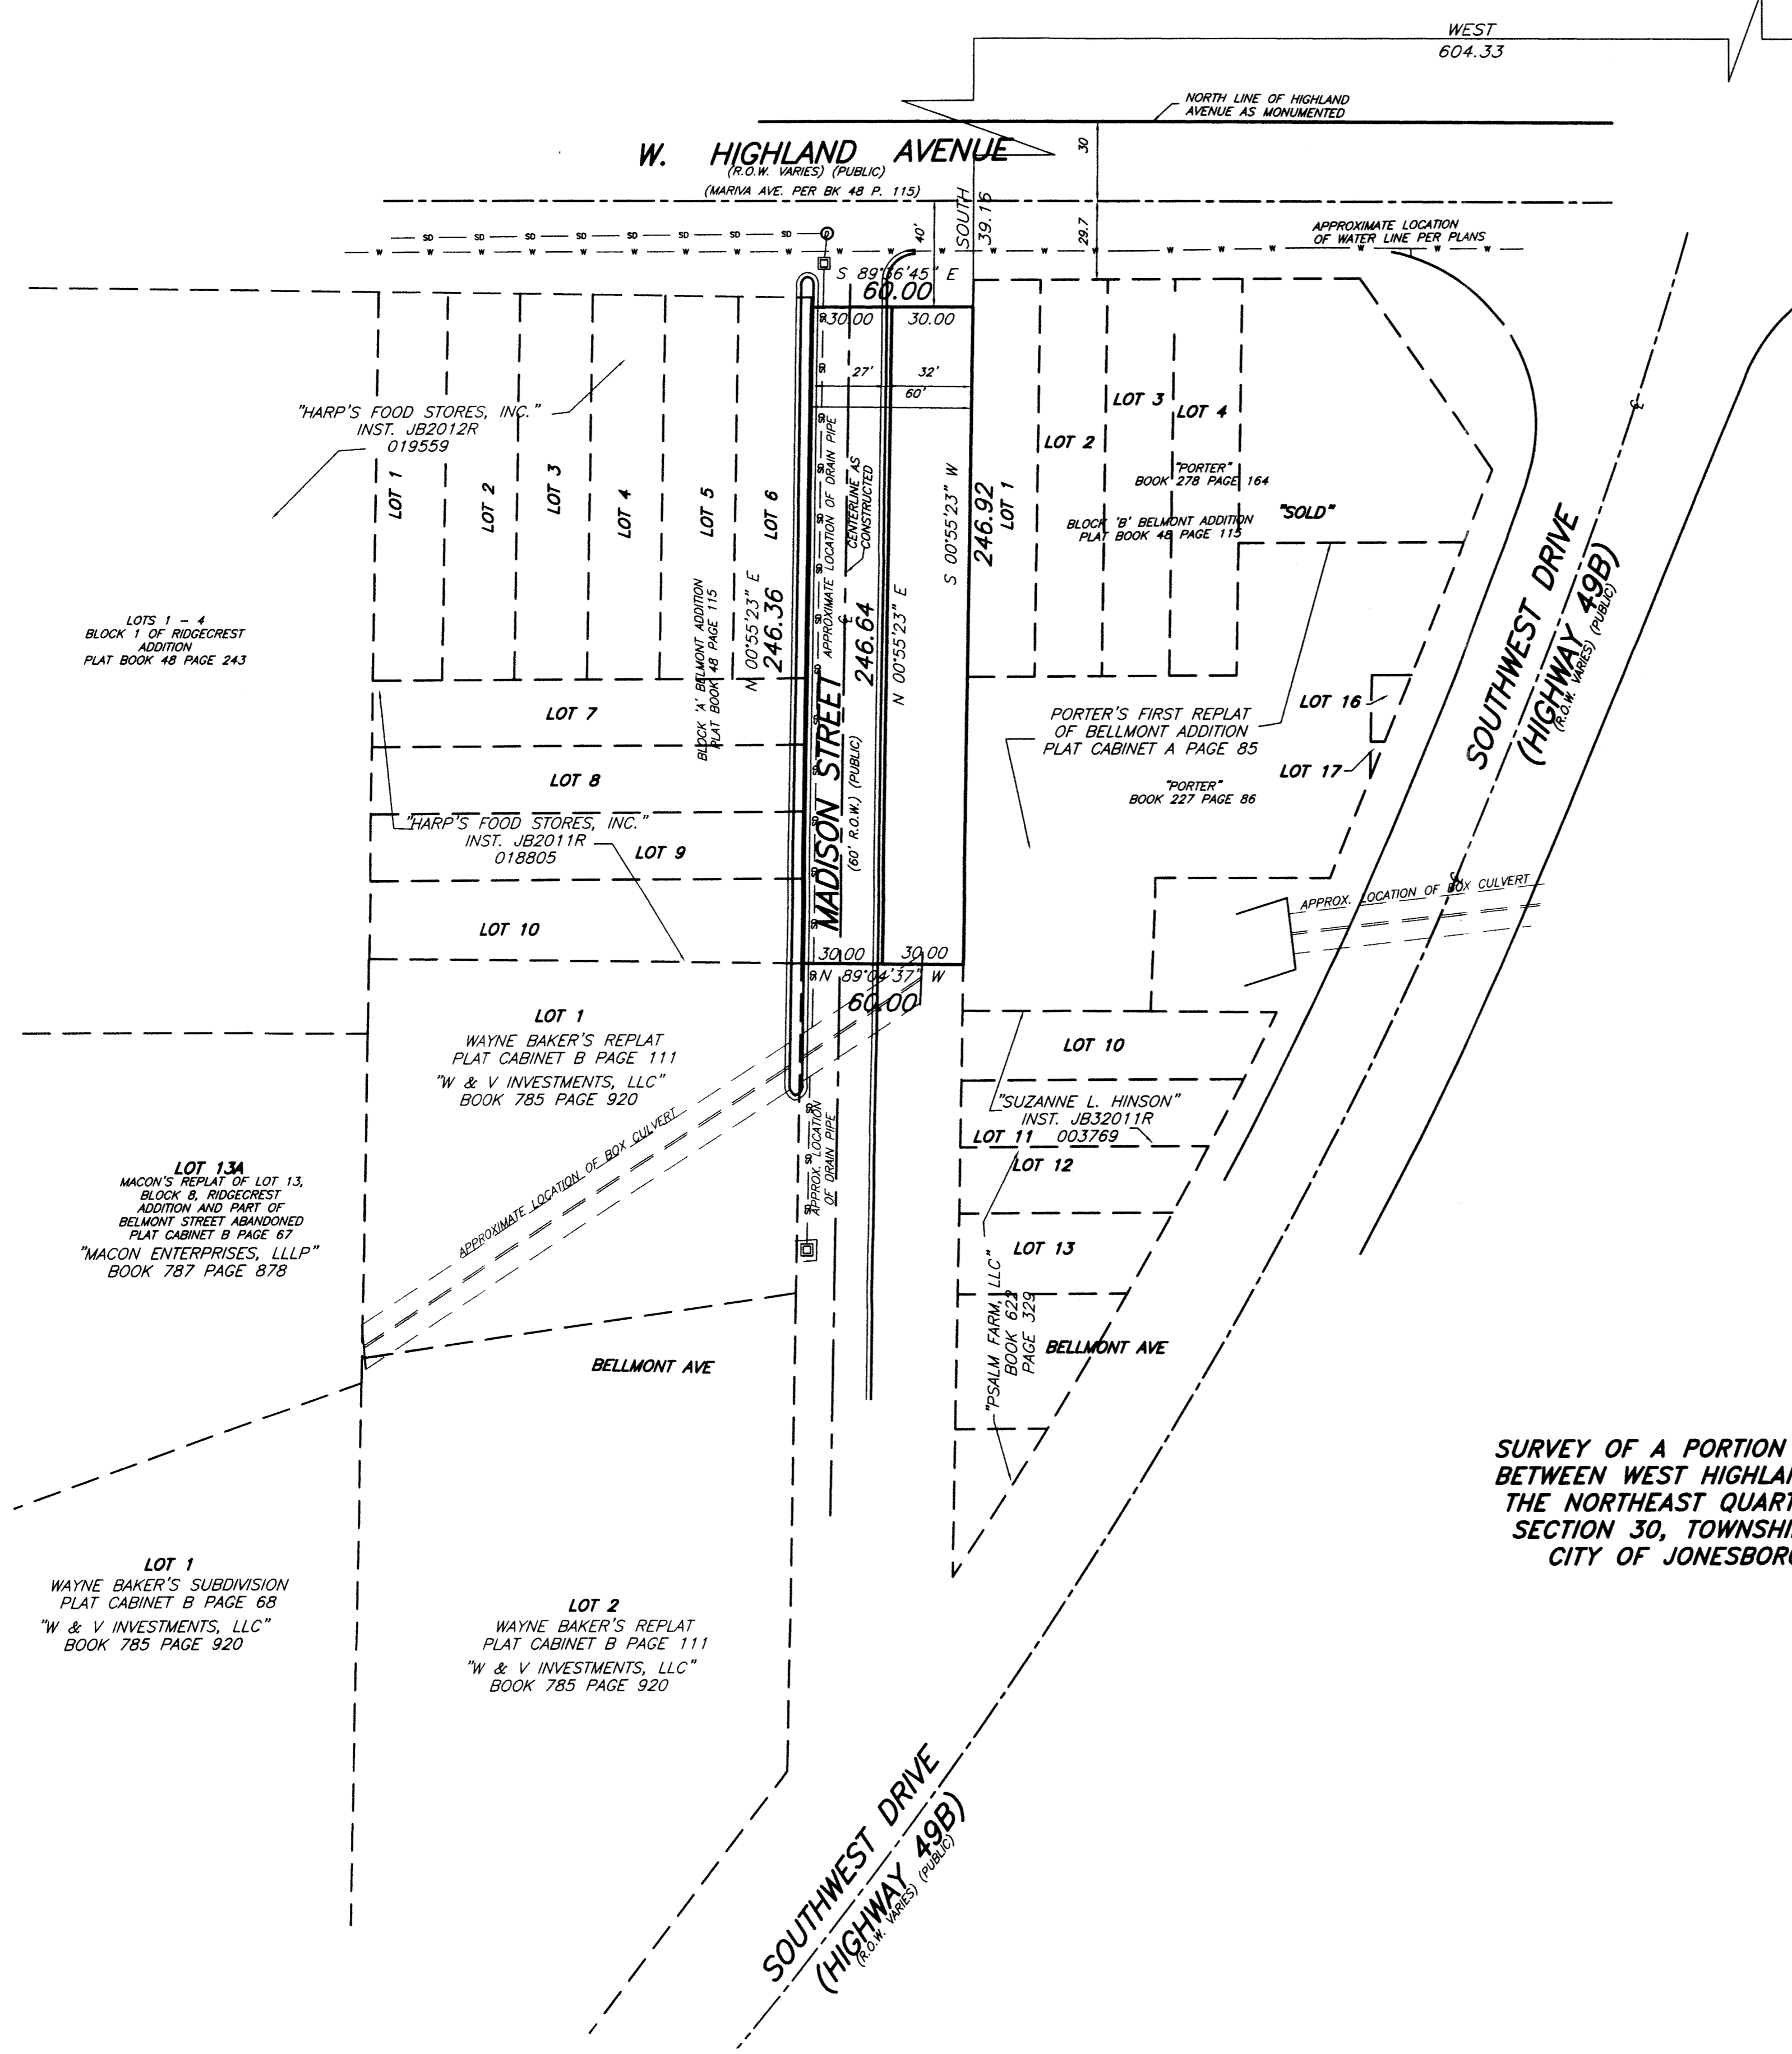 WEST
604.33
NORTH LINE OF HIGHLAND
AVENUE AS MONUMENTED
W. HIGHLAND AVENUE
(R.O.W. VARIES) (PUBLIC)
(MARIVA AVE. PER BK 48 P. 115)
30
29.7
SOUTH
39.16
40'
APPROXIMATE LOCATION
OF WATER LINE PER PLANS
SD SD SD SD SD SD SD SD
D
W W W W W W W W W W W W W W W W W W W W W W W
S 89°36'45" E
60.00
30.00 30.00
27' 32'
60'
"HARP'S FOOD STORES, INC."
INST. JB2012R
019559
LOT 1
LOT 2
LOT 3
LOT 4
LOT 5
LOT 6
BLOCK 'A' BELMONT ADDITION
PLAT BOOK 48 PAGE 115
N 00°55'23" E
246.36
APPROXIMATE LOCATION OF DRAIN PIPE
CENTERLINE AS
CONSTRUCTED
246.64
N 00°55'23" E
S 00°55'23" W
246.92
MADISON STREET
(60' R.O.W.) (PUBLIC)
LOT 1
LOT 2
LOT 3
LOT 4
"PORTER"
BOOK 278 PAGE 164
"SOLD"
BLOCK 'B' BELMONT ADDITION
PLAT BOOK 48 PAGE 115
LOTS 1 - 4
BLOCK 1 OF RIDGECREST
ADDITION
PLAT BOOK 48 PAGE 243
LOT 7
LOT 8
"HARP'S FOOD STORES, INC."
INST. JB2011R
018805
LOT 9
LOT 10
PORTER'S FIRST REPLAT
OF BELLMONT ADDITION
PLAT CABINET A PAGE 85
LOT 16
LOT 17
"PORTER"
BOOK 227 PAGE 86
SOUTHWEST DRIVE
(HIGHWAY 49B)
(R.O.W. VARIES) (PUBLIC)
APPROX. LOCATION OF BOX CULVERT
30.00 30.00
N 89°04'37" W
60.00
LOT 1
WAYNE BAKER'S REPLAT
PLAT CABINET B PAGE 111
"W & V INVESTMENTS, LLC"
BOOK 785 PAGE 920
APPROXIMATE LOCATION OF BOX CULVERT
APPROX. LOCATION
OF DRAIN PIPE
LOT 10
"SUZANNE L. HINSON"
INST. JB32011R
003769
LOT 11
LOT 12
LOT 13
"PSALM FARM, LLC"
BOOK 622
PAGE 329
BELLMONT AVE
BELLMONT AVE
LOT 13A
MACON'S REPLAT OF LOT 13,
BLOCK 8, RIDGECREST
ADDITION AND PART OF
BELMONT STREET ABANDONED
PLAT CABINET B PAGE 67
"MACON ENTERPRISES, LLLP"
BOOK 787 PAGE 878
SURVEY OF A PORTION
BETWEEN WEST HIGHLA
THE NORTHEAST QUART
SECTION 30, TOWNSHI
CITY OF JONESBOR
LOT 1
WAYNE BAKER'S SUBDIVISION
PLAT CABINET B PAGE 68
"W & V INVESTMENTS, LLC"
BOOK 785 PAGE 920
LOT 2
WAYNE BAKER'S REPLAT
PLAT CABINET B PAGE 111
"W & V INVESTMENTS, LLC"
BOOK 785 PAGE 920
SOUTHWEST DRIVE
(HIGHWAY 49B)
(R.O.W. VARIES) (PUBLIC)